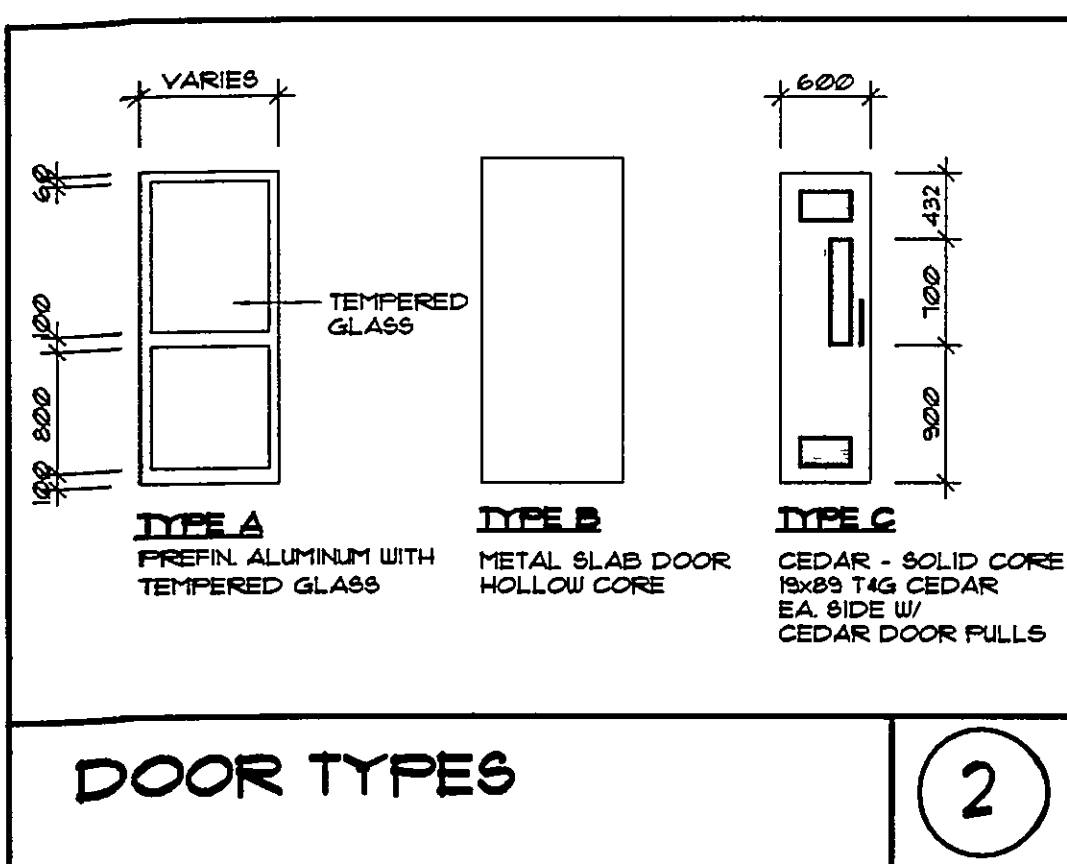 VARIES
60
100
800
100
TEMPERED
GLASS
TYPE A
PREFIN. ALUMINUM WITH
TEMPERED GLASS
TYPE B
METAL SLAB DOOR
HOLLOW CORE
600
432
700
900
TYPE C
CEDAR - SOLID CORE
19x89 T&G CEDAR
EA. SIDE W/
CEDAR DOOR PULLS
DOOR TYPES
2